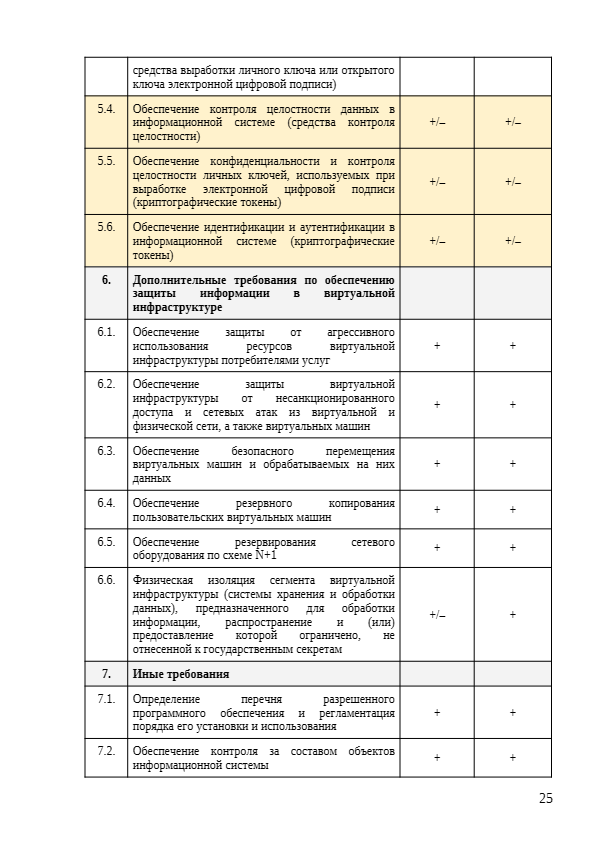 средства выработки личного ключа или открытого
ключа электронной цифровой подписи)
5.4. Обеспечение контроля целостности данных в +/– +/–
информационной системе (средства контроля
целостности)
5.5. Обеспечение конфиденциальности и контроля +/– +/–
целостности личных ключей, используемых при
выработке электронной цифровой подписи
(криптографические токены)
5.6. Обеспечение идентификации и аутентификации в +/– +/–
информационной системе (криптографические
токены)
6. Дополнительные требования по обеспечению
защиты информации в виртуальной
инфраструктуре
6.1. Обеспечение защиты от агрессивного + +
использования ресурсов виртуальной
инфраструктуры потребителями услуг
6.2. Обеспечение защиты виртуальной + +
инфраструктуры от несанкционированного
доступа и сетевых атак из виртуальной и
физической сети, а также виртуальных машин
6.3. Обеспечение безопасного перемещения + +
виртуальных машин и обрабатываемых на них
данных
6.4. Обеспечение резервного копирования + +
пользовательских виртуальных машин
6.5. Обеспечение резервирования сетевого + +
оборудования по схеме N+1
6.6. Физическая изоляция сегмента виртуальной +/– +
инфраструктуры (системы хранения и обработки
данных), предназначенного для обработки
информации, распространение и (или)
предоставление которой ограничено, не
отнесенной к государственным секретам
7. Иные требования
7.1. Определение перечня разрешенного + +
программного обеспечения и регламентация
порядка его установки и использования
7.2. Обеспечение контроля за составом объектов + +
информационной системы
25